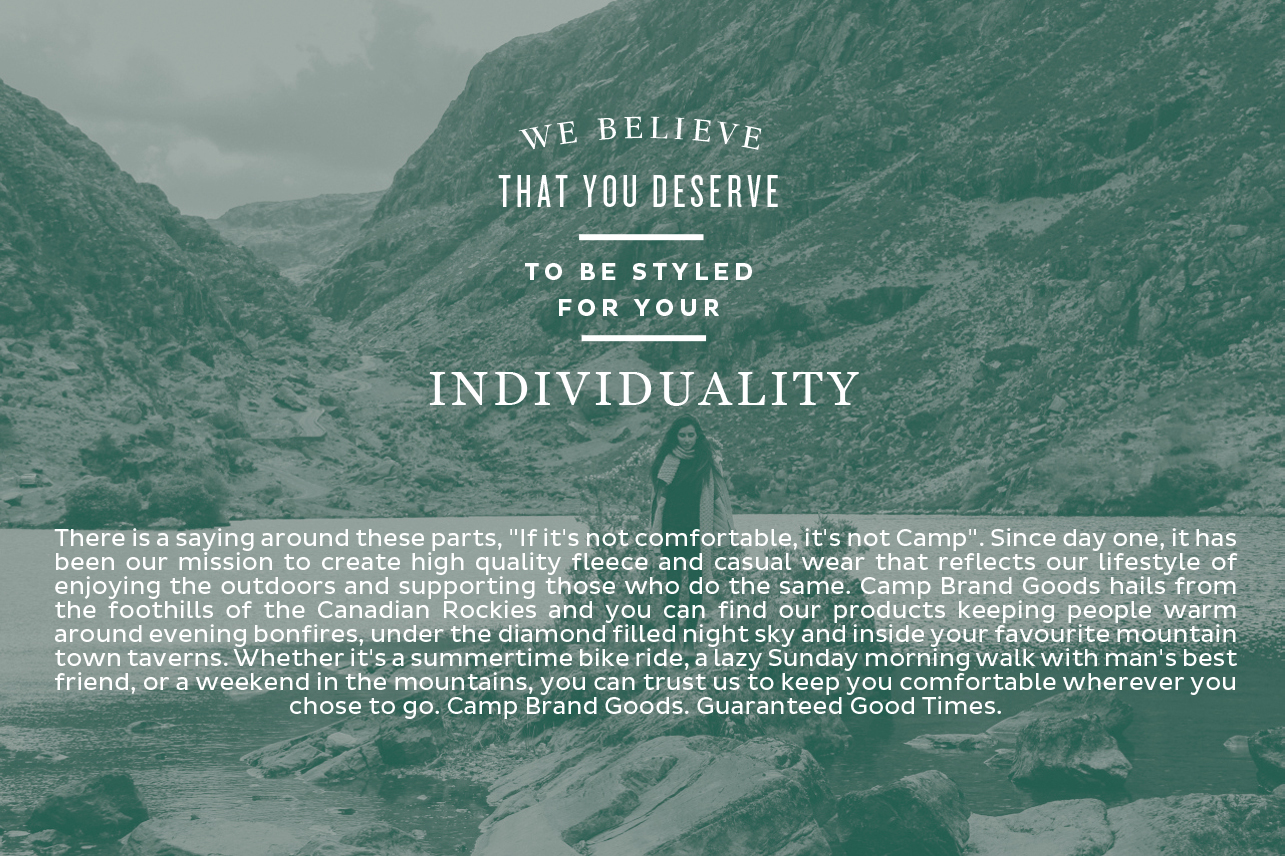 WE BELIEVE
THAT YOU DESERVE
TO BE STYLED
FOR YOUR
INDIVIDUALITY
There is a saying around these parts, "If it's not comfortable, it's not Camp". Since day one, it has
been our mission to create high quality fleece and casual wear that reflects our lifestyle of
enjoying the outdoors and supporting those who do the same. Camp Brand Goods hails from
the foothills of the Canadian Rockies and you can find our products keeping people warm
around evening bonfires, under the diamond filled night sky and inside your favourite mountain
town taverns. Whether it's a summertime bike ride, a lazy Sunday morning walk with man's best
friend, or a weekend in the mountains, you can trust us to keep you comfortable wherever you
chose to go. Camp Brand Goods. Guaranteed Good Times.